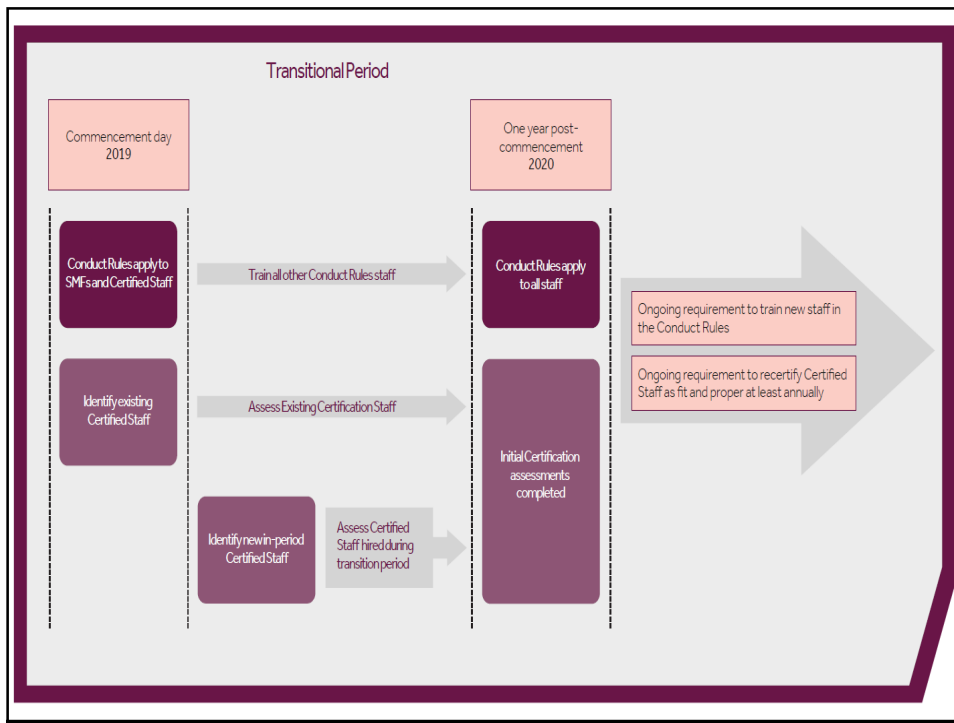 Transitional Period
Commencement day
2019
One year post-
commencement
2020
Conduct Rules apply to
SMFs and Certified Staff
Train all other Conduct Rules staff
Conduct Rules apply
to all staff
Ongoing requirement to train new staff in
the Conduct Rules
Ongoing requirement to recertify Certified
Staff as fit and proper at least annually
Identify existing
Certified Staff
Assess Existing Certification Staff
Initial Certification
assessments
completed
Identify new in-period
Certified Staff
Assess Certified
Staff hired during
transition period